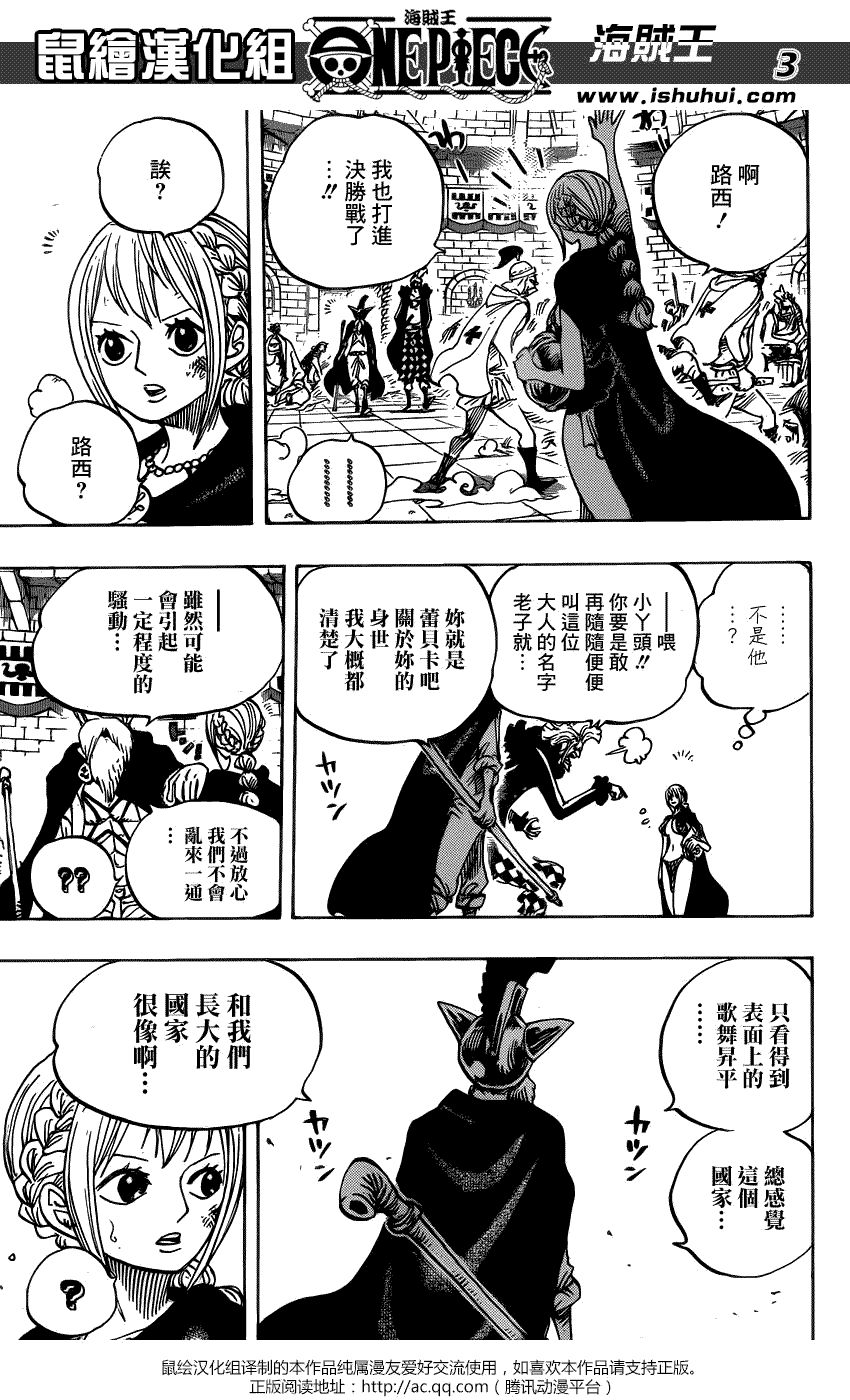 鼠繪漢化組
海賊王
ONE PIECE
海賊王
3
www.ishuhui.com
啊
路西！
我也打進
決勝戰了
…!!
…………
誒？
路西？
……
不是他
…？
——喂
小丫頭!!
你要是敢
再隨隨便便
叫這位
大人的名字
老子就…
妳就是
蕾貝卡吧
關於妳的
身世
我大概都
清楚了
——
雖然可能
會引起
一定程度的
騷動…
不過放心
我們不會
亂來一通
…
??
カツン
只看得到
表面上的
歌舞昇平
……
總感覺
這個
國家…
カツン
カツン
和我們
長大的
國家
很像啊…
?
鼠绘汉化组译制的本作品纯属漫友爱好交流使用，如喜欢本作品请支持正版。
正版阅读地址：http://ac.qq.com（腾讯动漫平台）